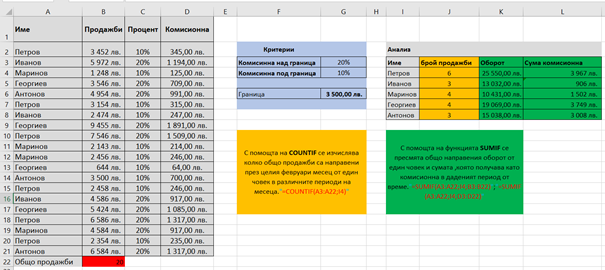 A B C D E F G H I J K L
1 Име Продажби Процент Комисионна
2 Петров 3 452 лв. 10% 345,00 лв. Критерии Анализ
3 Иванов 5 972 лв. 20% 1 194,00 лв. Комисинна над граница 20% Име брой продажби Оборот Сума комисионна
4 Маринов 1 248 лв. 10% 125,00 лв. Комисинна под граница 10% Петров 6 25 550,00 лв. 3 967 лв.
5 Георгиев 3 546 лв. 20% 709,00 лв. Иванов 3 13 032,00 лв. 906 лв.
6 Антонов 4 954 лв. 20% 991,00 лв. Граница 3 500,00 лв. Маринов 4 10 431,00 лв. 1 502 лв.
7 Петров 3 154 лв. 10% 315,00 лв. Георгиев 4 19 069,00 лв. 3 749 лв.
8 Иванов 2 474 лв. 10% 247,00 лв. Антонов 3 15 038,00 лв. 3 008 лв.
9 Георгиев 9 455 лв. 20% 1 891,00 лв.
10 Петров 7 546 лв. 20% 1 509,00 лв.
11 Маринов 2 143 лв. 10% 214,00 лв.
12 Маринов 2 456 лв. 10% 246,00 лв.
13 Георгиев 644 лв. 10% 64,00 лв.
14 Антонов 3 500 лв. 20% 700,00 лв.
15 Петров 2 458 лв. 10% 246,00 лв.
16 Иванов 4 586 лв. 20% 917,00 лв.
17 Георгиев 5 424 лв. 20% 1 085,00 лв.
18 Петров 6 586 лв. 20% 1 317,00 лв.
19 Маринов 4 584 лв. 20% 917,00 лв.
20 Петров 2 354 лв. 10% 235,00 лв.
21 Антонов 6 584 лв. 20% 1 317,00 лв.
22 Общо продажби 20
С помощта на COUNTIF се изчислява
колко общо продажби са направени
през целия февруари месец от един
човек в различните периоди на
месеца."=COUNTIF(A3:A22;I4)"
С помощта на функцията SUMIF се
пресмята общо направения оборот от
един човек и сумата ,която получава като
комисионна в дадения период от
време. =SUMIF(A3:A22;I4;B3:B22) ; =SUMIF
(A3:A22;I4;D3:D22)